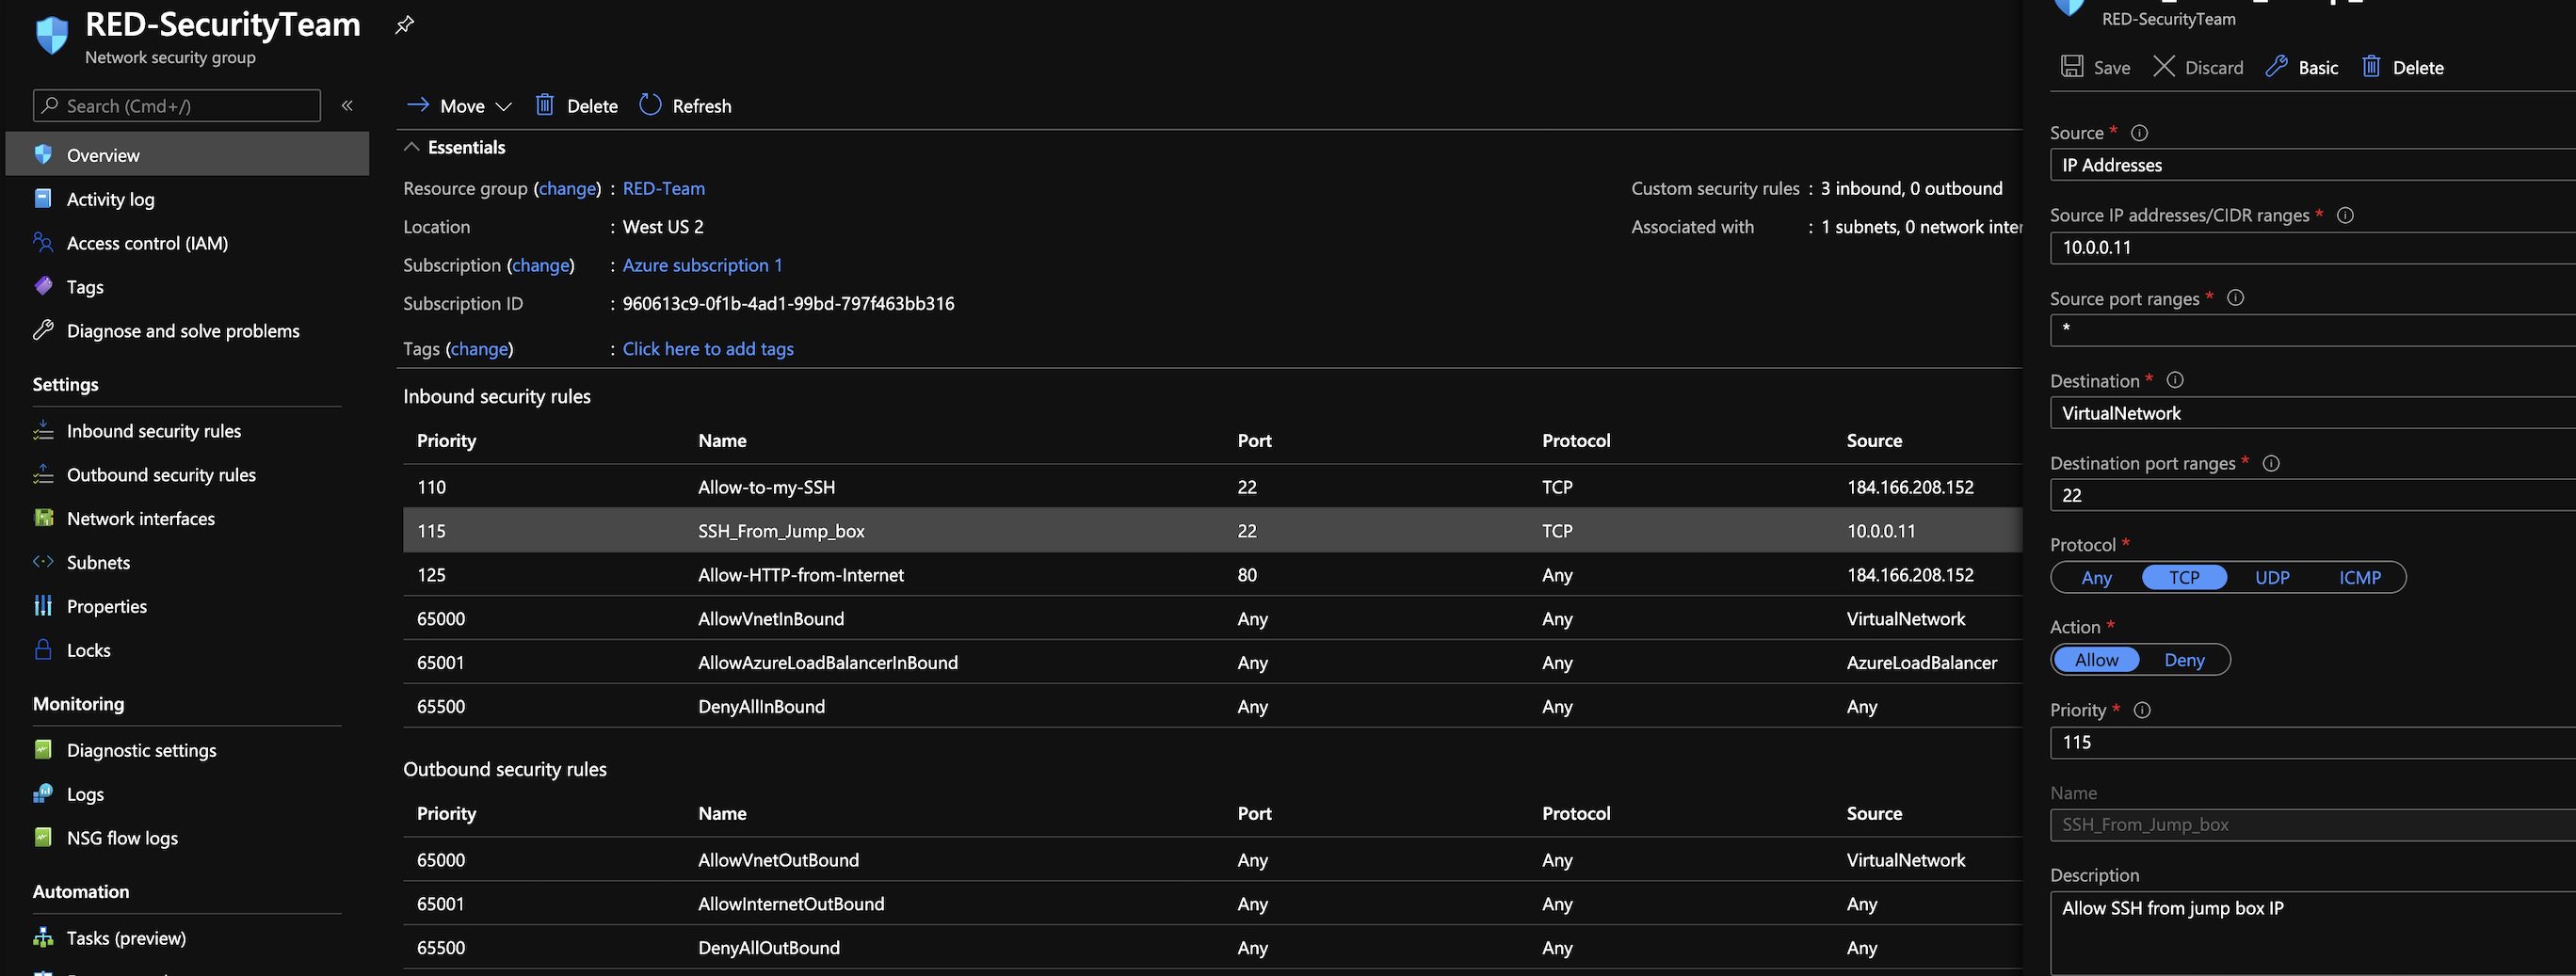 RED-SecurityTeam
Network security group
Search (Cmd+/)
«
Overview
Activity log
Access control (IAM)
Tags
Diagnose and solve problems
Settings
Inbound security rules
Outbound security rules
Network interfaces
Subnets
Properties
Locks
Monitoring
Diagnostic settings
Logs
NSG flow logs
Automation
Tasks (preview)
Move
Delete
Refresh
Essentials
Resource group (change) : RED-Team
Location : West US 2
Subscription (change) : Azure subscription 1
Subscription ID : 960613c9-0f1b-4ad1-99bd-797f463bb316
Tags (change) : Click here to add tags
Custom security rules : 3 inbound, 0 outbound
Associated with : 1 subnets, 0 network inter
Inbound security rules
Priority Name Port Protocol Source
110 Allow-to-my-SSH 22 TCP 184.166.208.152
115 SSH_From_Jump_box 22 TCP 10.0.0.11
125 Allow-HTTP-from-Internet 80 Any 184.166.208.152
65000 AllowVnetInBound Any Any VirtualNetwork
65001 AllowAzureLoadBalancerInBound Any Any AzureLoadBalancer
65500 DenyAllInBound Any Any Any
Outbound security rules
Priority Name Port Protocol Source
65000 AllowVnetOutBound Any Any VirtualNetwork
65001 AllowInternetOutBound Any Any Any
65500 DenyAllOutBound Any Any Any
RED-SecurityTeam
Save
Discard
Basic
Delete
Source *
IP Addresses
Source IP addresses/CIDR ranges *
10.0.0.11
Source port ranges *
*
Destination *
VirtualNetwork
Destination port ranges *
22
Protocol *
Any TCP UDP ICMP
Action *
Allow Deny
Priority *
115
Name
SSH_From_Jump_box
Description
Allow SSH from jump box IP